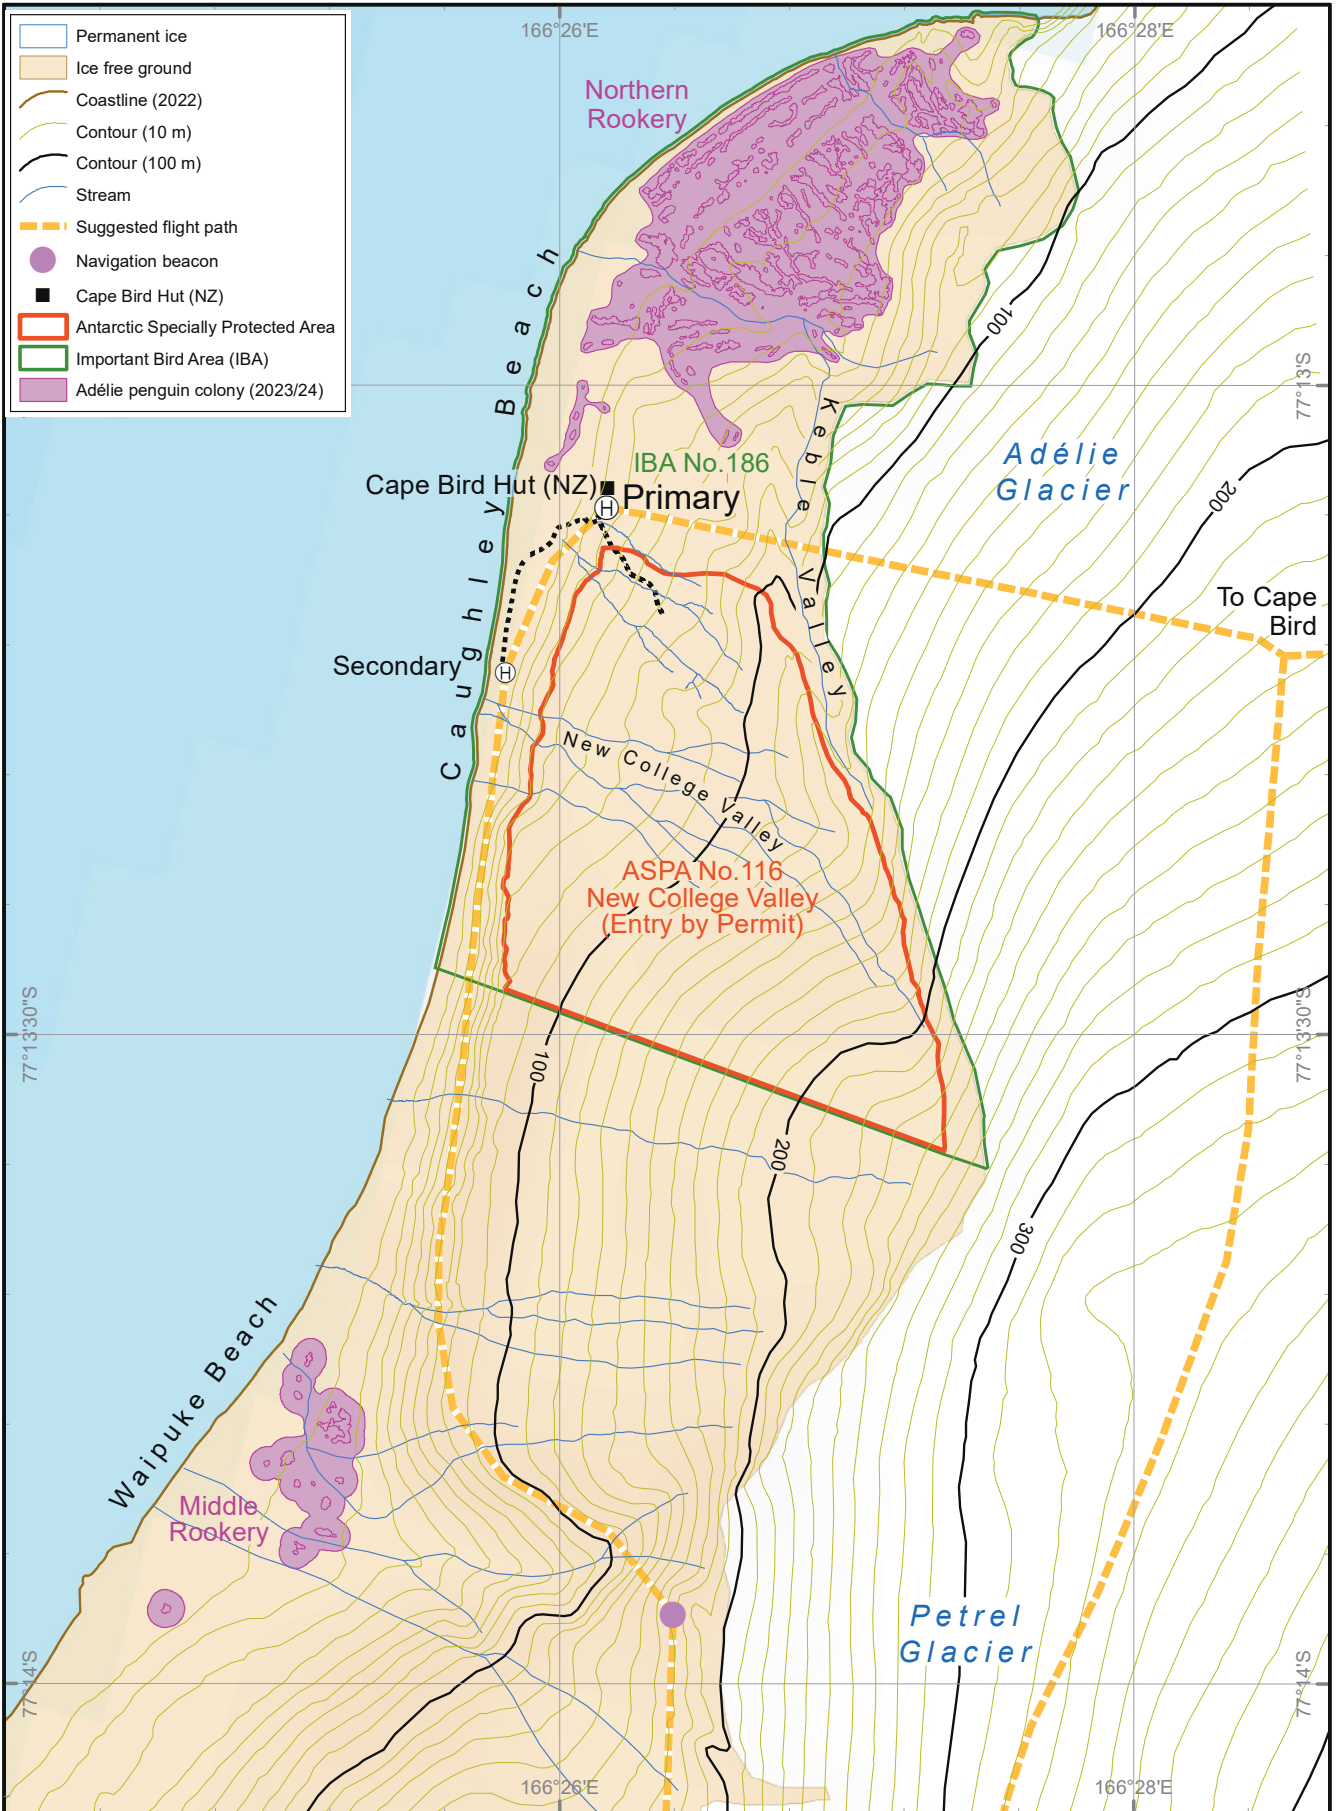 Permanent ice
Ice free ground
Coastline (2022)
Contour (10 m)
Contour (100 m)
Stream
Suggested flight path
Navigation beacon
Cape Bird Hut (NZ)
Antarctic Specially Protected Area
Important Bird Area (IBA)
Adélie penguin colony (2023/24)
166°26'E
166°28'E
Northern
Rookery
Caughley Beach
100
77°13'S
Keble Valley
IBA No.186
Adélie
Glacier
200
Cape Bird Hut (NZ)
H
Primary
To Cape
Bird
Secondary
H
New College Valley
ASPA No.116
New College Valley
(Entry by Permit)
77°13'30"S
77°13'30"S
100
200
300
Waipuke Beach
Middle
Rookery
Petrel
Glacier
77°14'S
77°14'S
166°26'E
166°28'E